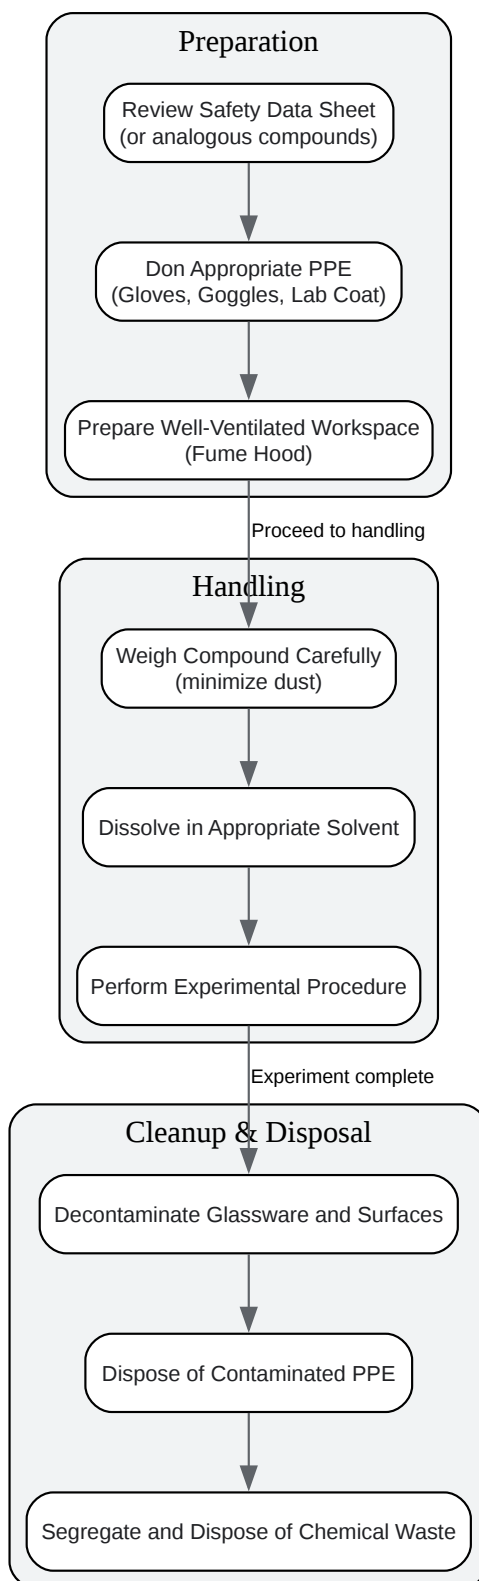 Preparation
Review Safety Data Sheet
(or analogous compounds)
Don Appropriate PPE
(Gloves, Goggles, Lab Coat)
Prepare Well-Ventilated Workspace
(Fume Hood)
Proceed to handling
Handling
Weigh Compound Carefully
(minimize dust)
Dissolve in Appropriate Solvent
Perform Experimental Procedure
Experiment complete
Cleanup & Disposal
Decontaminate Glassware and Surfaces
Dispose of Contaminated PPE
Segregate and Dispose of Chemical Waste